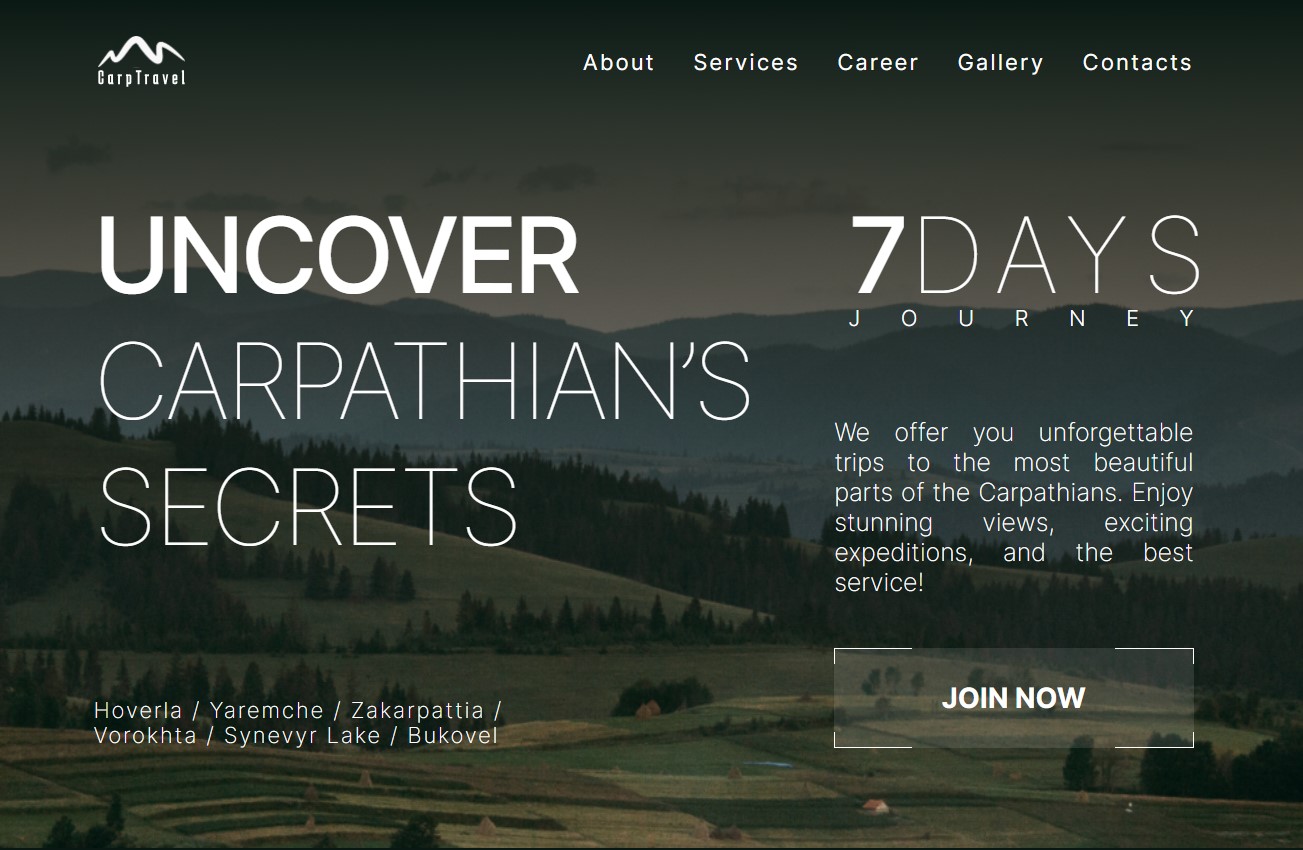 CarpTravel
About Services Career Gallery Contacts
UNCOVER
CARPATHIAN’S
SECRETS
7DAYS
JOURNEY
We offer you unforgettable
trips to the most beautiful
parts of the Carpathians. Enjoy
stunning views, exciting
expeditions, and the best
service!
JOIN NOW
Hoverla / Yaremche / Zakarpattia /
Vorokhta / Synevyr Lake / Bukovel